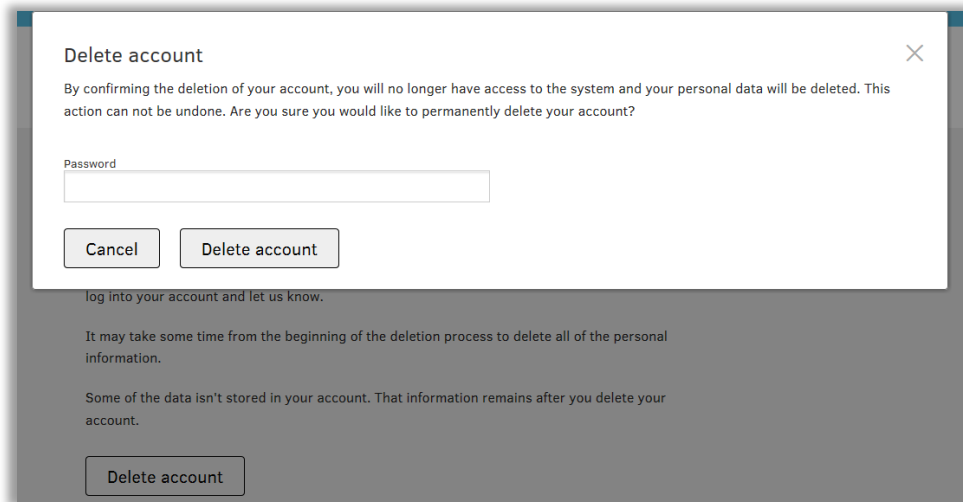 Delete account
By confirming the deletion of your account, you will no longer have access to the system and your personal data will be deleted. This
action can not be undone. Are you sure you would like to permanently delete your account?
Password
Cancel
Delete account
log into your account and let us know.
It may take some time from the beginning of the deletion process to delete all of the personal
information.
Some of the data isn't stored in your account. That information remains after you delete your
account.
Delete account